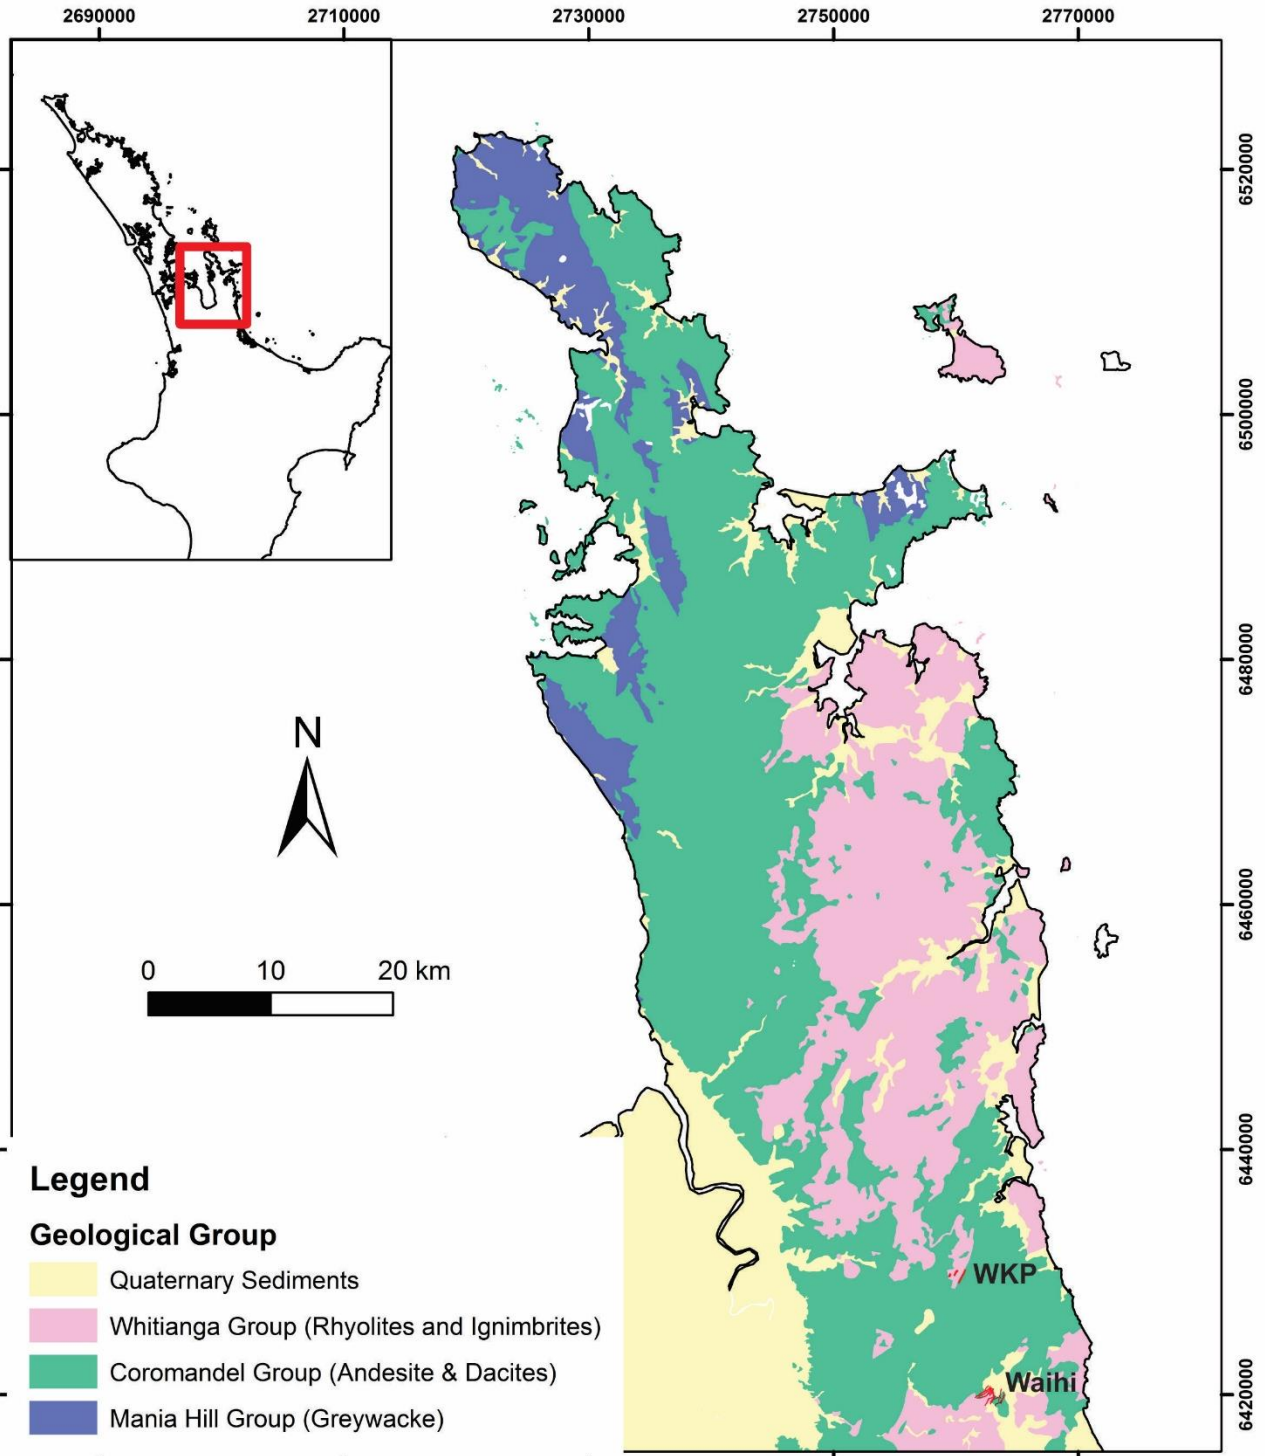 2690000 2710000 2730000 2750000 2770000
6520000
6500000
6480000
N
6460000
0 10 20 km
6440000
Legend
Geological Group
WKP
Quaternary Sediments
Whitianga Group (Rhyolites and Ignimbrites)
Coromandel Group (Andesite & Dacites)
Waihi
6420000
Mania Hill Group (Greywacke)